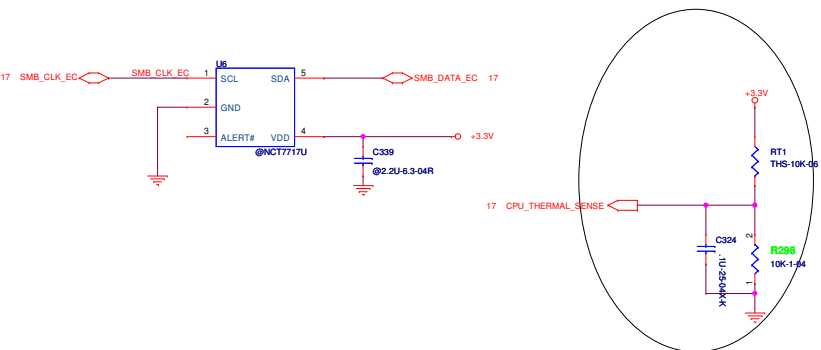 U6
17 SMB_CLK_EC
SMB_CLK_EC
1
SCL
SDA
5
SMB_DATA_EC 17
2
GND
3
ALERT#
VDD
4
+3.3V
@NCT7717U
C339
@2.2U-6.3-04R
+3.3V
RT1
THS-10K-06
17 CPU_THERMAL_SENSE
C324
.1U-25-04X-K
2
R298
10K-1-04
1